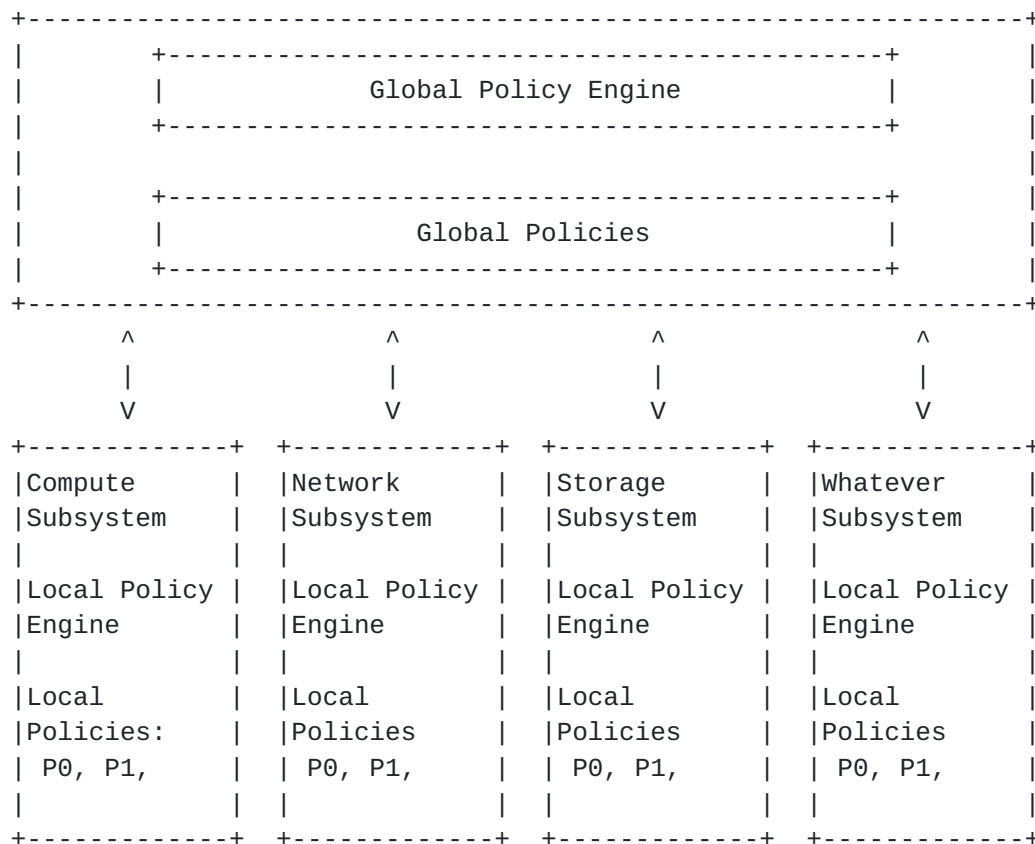 Global Policy Engine
Global Policies
Compute
Subsystem
Local Policy
Engine
Local
Policies:
P0, P1,
Network
Subsystem
Local Policy
Engine
Local
Policies
P0, P1,
Storage
Subsystem
Local Policy
Engine
Local
Policies
P0, P1,
Whatever
Subsystem
Local Policy
Engine
Local
Policies
P0, P1,